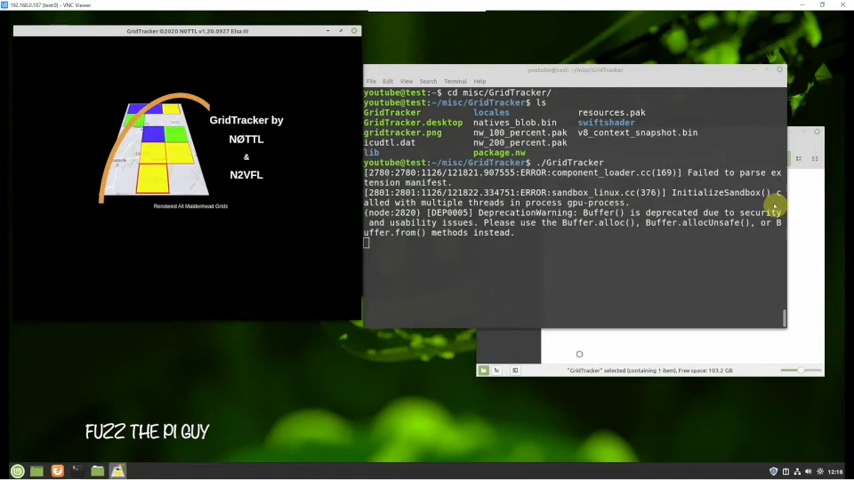 192.168.0.187 (test:0) - VNC Viewer
GridTracker ©2020 NØTTL v1.20.0927 Elsa III
GridTracker by
NØTTL
&
N2VFL
Rendered All Maidenhead Grids
youtube@test: ~/misc/GridTracker
File Edit View Search Terminal Help
youtube@test:~$ cd misc/GridTracker/
youtube@test:~/misc/GridTracker$ ls
GridTracker locales resources.pak
GridTracker.desktop natives_blob.bin swiftshader
gridtracker.png nw_100_percent.pak v8_context_snapshot.bin
icudtl.dat nw_200_percent.pak
lib package.nw
youtube@test:~/misc/GridTracker$ ./GridTracker
[2780:2780:1126/121821.907555:ERROR:component_loader.cc(169)] Failed to parse ex
tension manifest.
[2801:2801:1126/121822.334751:ERROR:sandbox_linux.cc(376)] InitializeSandbox() c
alled with multiple threads in process gpu-process.
(node:2820) [DEP0005] DeprecationWarning: Buffer() is deprecated due to security
and usability issues. Please use the Buffer.alloc(), Buffer.allocUnsafe(), or B
uffer.from() methods instead.
"GridTracker" selected (containing 1 item), Free space: 103.2 GB
FUZZ THE PI GUY
12:18